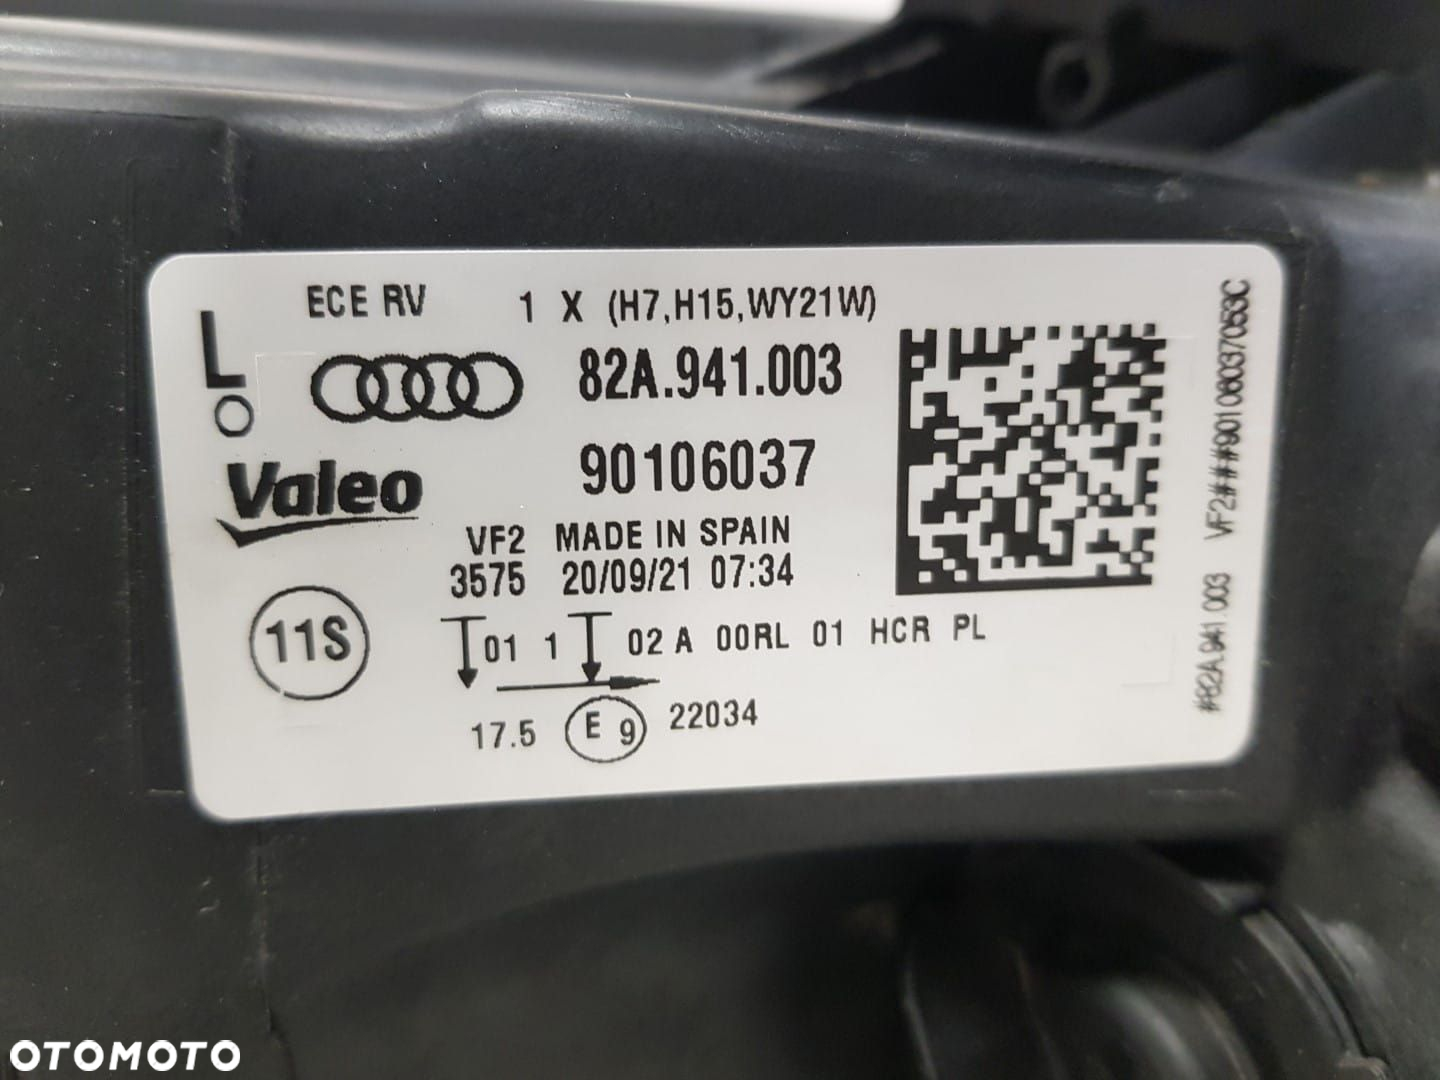 ECE RV 1 X (H7,H15,WY21W)
L
O
82A.941.003
Valeo
90106037
VF2 MADE IN SPAIN
3575 20/09/21 07:34
11S
01 1 02 A 00RL 01 HCR PL
17.5 E 9 22034
#82A.941.003 VF2###90106037053C
OTOMOTO